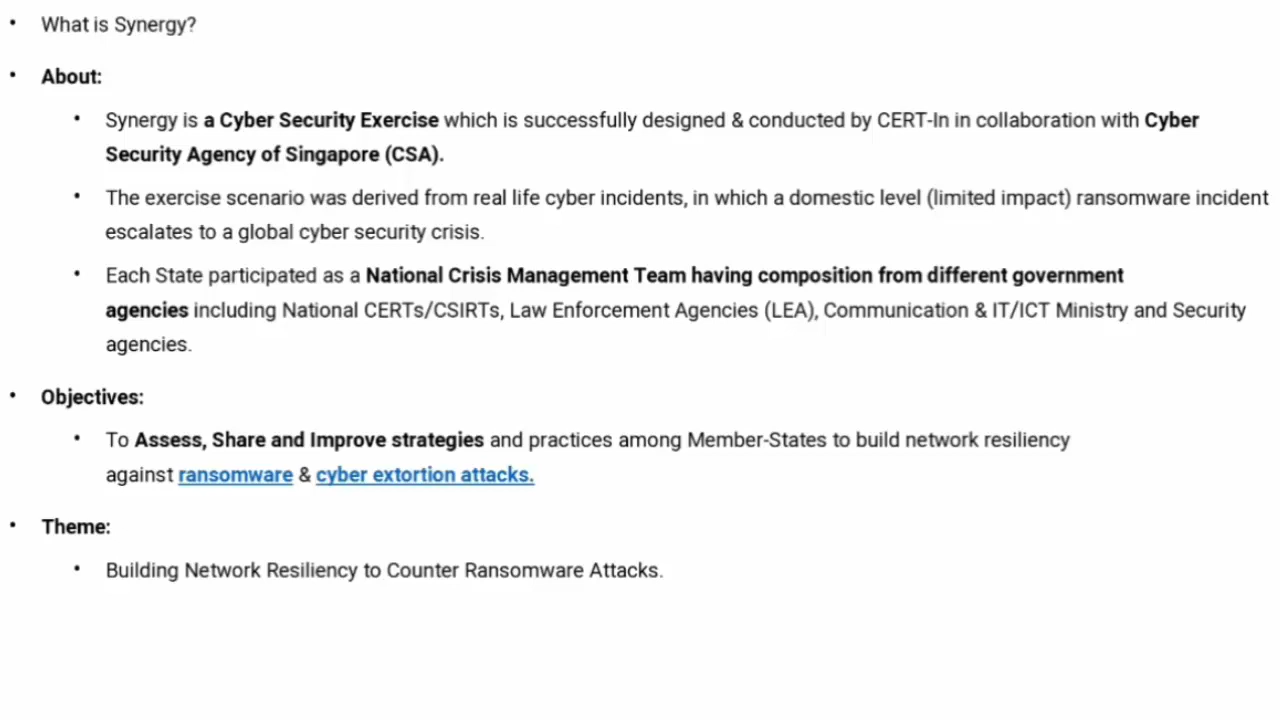 • What is Synergy?
• About:
• Synergy is a Cyber Security Exercise which is successfully designed & conducted by CERT-In in collaboration with Cyber
Security Agency of Singapore (CSA).
• The exercise scenario was derived from real life cyber incidents, in which a domestic level (limited impact) ransomware incident
escalates to a global cyber security crisis.
• Each State participated as a National Crisis Management Team having composition from different government
agencies including National CERTs/CSIRTs, Law Enforcement Agencies (LEA), Communication & IT/ICT Ministry and Security
agencies.
• Objectives:
• To Assess, Share and Improve strategies and practices among Member-States to build network resiliency
against ransomware & cyber extortion attacks.
• Theme:
• Building Network Resiliency to Counter Ransomware Attacks.